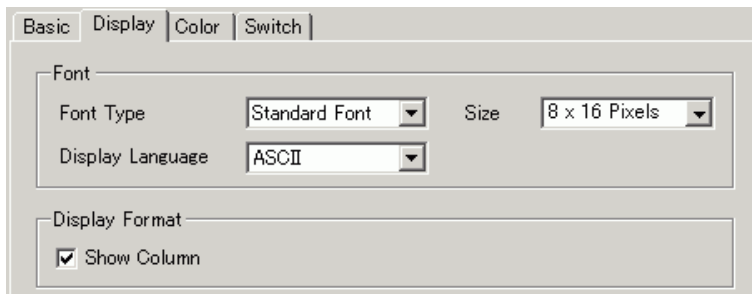 Basic Display Color Switch
Font
Font Type Standard Font Size 8 x 16 Pixels
Display Language ASCII
Display Format
Show Column